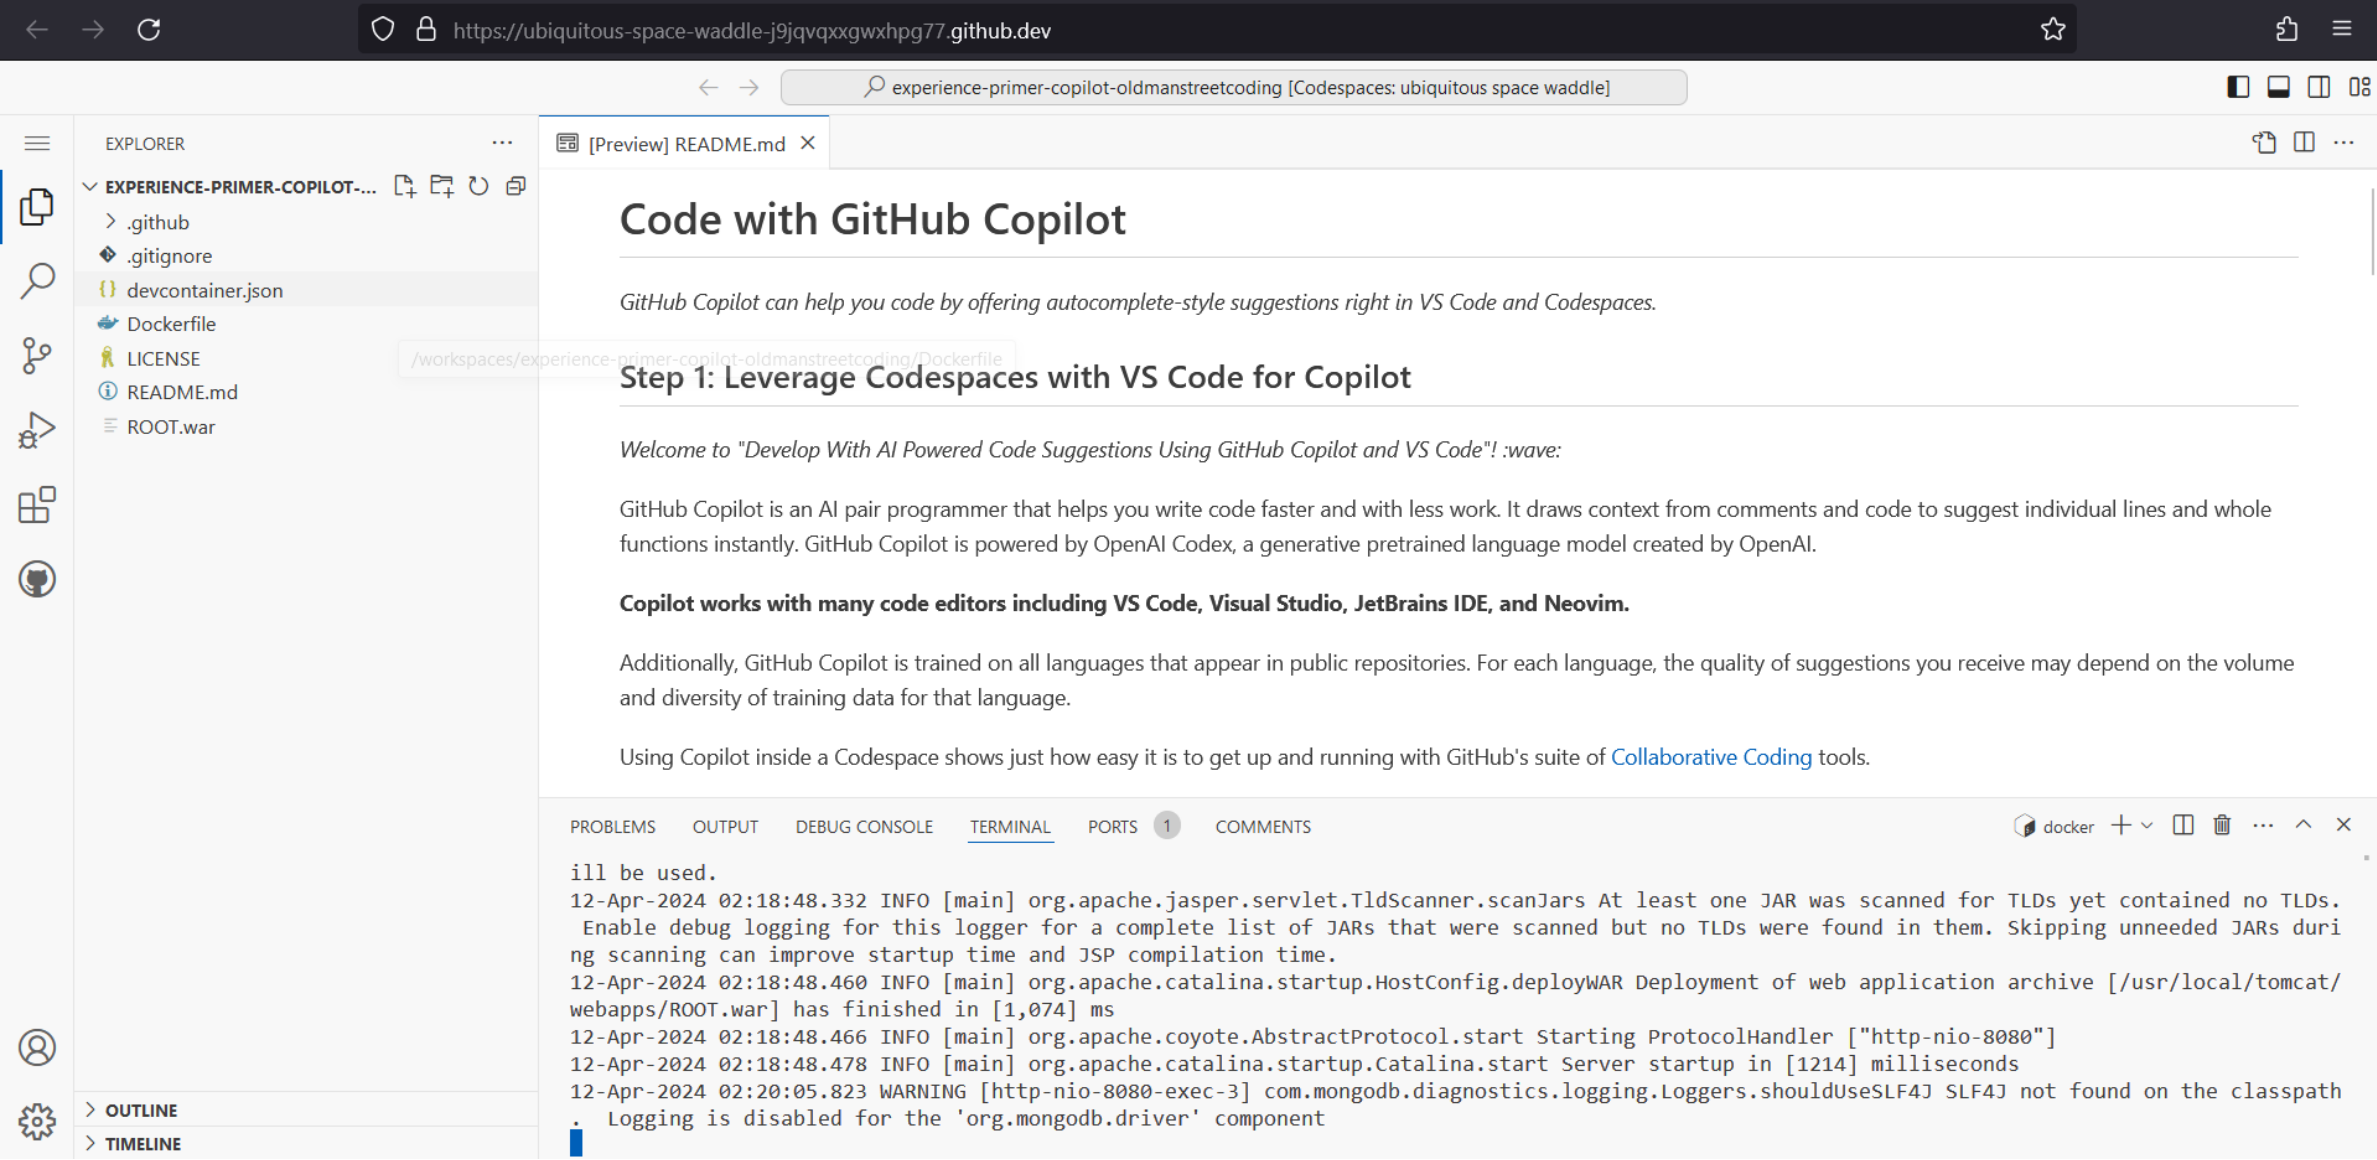 https://ubiquitous-space-waddle-j9jqvqxxgwxhpg77.github.dev
experience-primer-copilot-oldmanstreetcoding [Codespaces: ubiquitous space waddle]
EXPLORER
EXPERIENCE-PRIMER-COPILOT-...
.github
.gitignore
devcontainer.json
Dockerfile
LICENSE
README.md
ROOT.war
/workspaces/experience-primer-copilot-oldmanstreetcoding/Dockerfile
OUTLINE
TIMELINE
[Preview] README.md
Code with GitHub Copilot
GitHub Copilot can help you code by offering autocomplete-style suggestions right in VS Code and Codespaces.
Step 1: Leverage Codespaces with VS Code for Copilot
Welcome to "Develop With AI Powered Code Suggestions Using GitHub Copilot and VS Code"! :wave:
GitHub Copilot is an AI pair programmer that helps you write code faster and with less work. It draws context from comments and code to suggest individual lines and whole
functions instantly. GitHub Copilot is powered by OpenAI Codex, a generative pretrained language model created by OpenAI.
Copilot works with many code editors including VS Code, Visual Studio, JetBrains IDE, and Neovim.
Additionally, GitHub Copilot is trained on all languages that appear in public repositories. For each language, the quality of suggestions you receive may depend on the volume
and diversity of training data for that language.
Using Copilot inside a Codespace shows just how easy it is to get up and running with GitHub's suite of Collaborative Coding tools.
PROBLEMS OUTPUT DEBUG CONSOLE TERMINAL PORTS 1 COMMENTS docker
ill be used.
12-Apr-2024 02:18:48.332 INFO [main] org.apache.jasper.servlet.TldScanner.scanJars At least one JAR was scanned for TLDs yet contained no TLDs.
Enable debug logging for this logger for a complete list of JARs that were scanned but no TLDs were found in them. Skipping unneeded JARs duri
ng scanning can improve startup time and JSP compilation time.
12-Apr-2024 02:18:48.460 INFO [main] org.apache.catalina.startup.HostConfig.deployWAR Deployment of web application archive [/usr/local/tomcat/
webapps/ROOT.war] has finished in [1,074] ms
12-Apr-2024 02:18:48.466 INFO [main] org.apache.coyote.AbstractProtocol.start Starting ProtocolHandler ["http-nio-8080"]
12-Apr-2024 02:18:48.478 INFO [main] org.apache.catalina.startup.Catalina.start Server startup in [1214] milliseconds
12-Apr-2024 02:20:05.823 WARNING [http-nio-8080-exec-3] com.mongodb.diagnostics.logging.Loggers.shouldUseSLF4J SLF4J not found on the classpath
.  Logging is disabled for the 'org.mongodb.driver' component